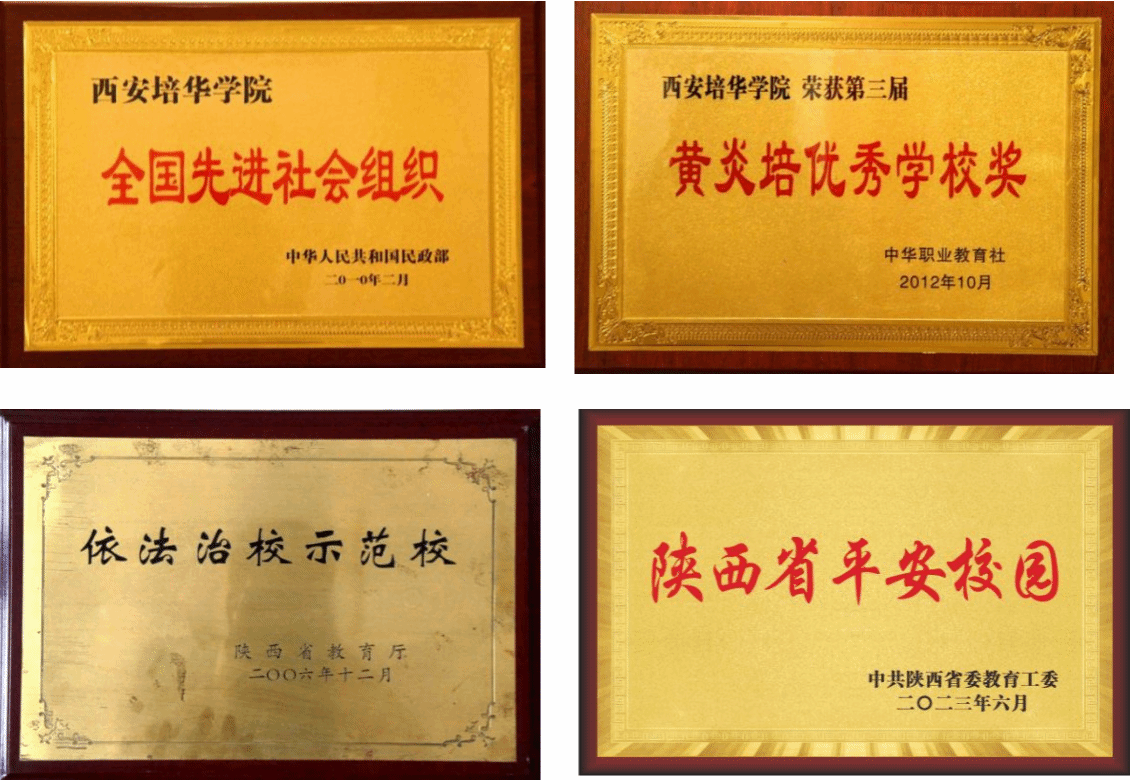 西安培华学院
全国先进社会组织
中华人民共和国民政部
二0一0年二月
西安培华学院 荣获第三届
黄炎培优秀学校奖
中华职业教育社
2012年10月
依法治校示范校
陕西省教育厅
二〇〇六年十二月
陕西省平安校园
中共陕西省委教育工委
二〇二三年六月